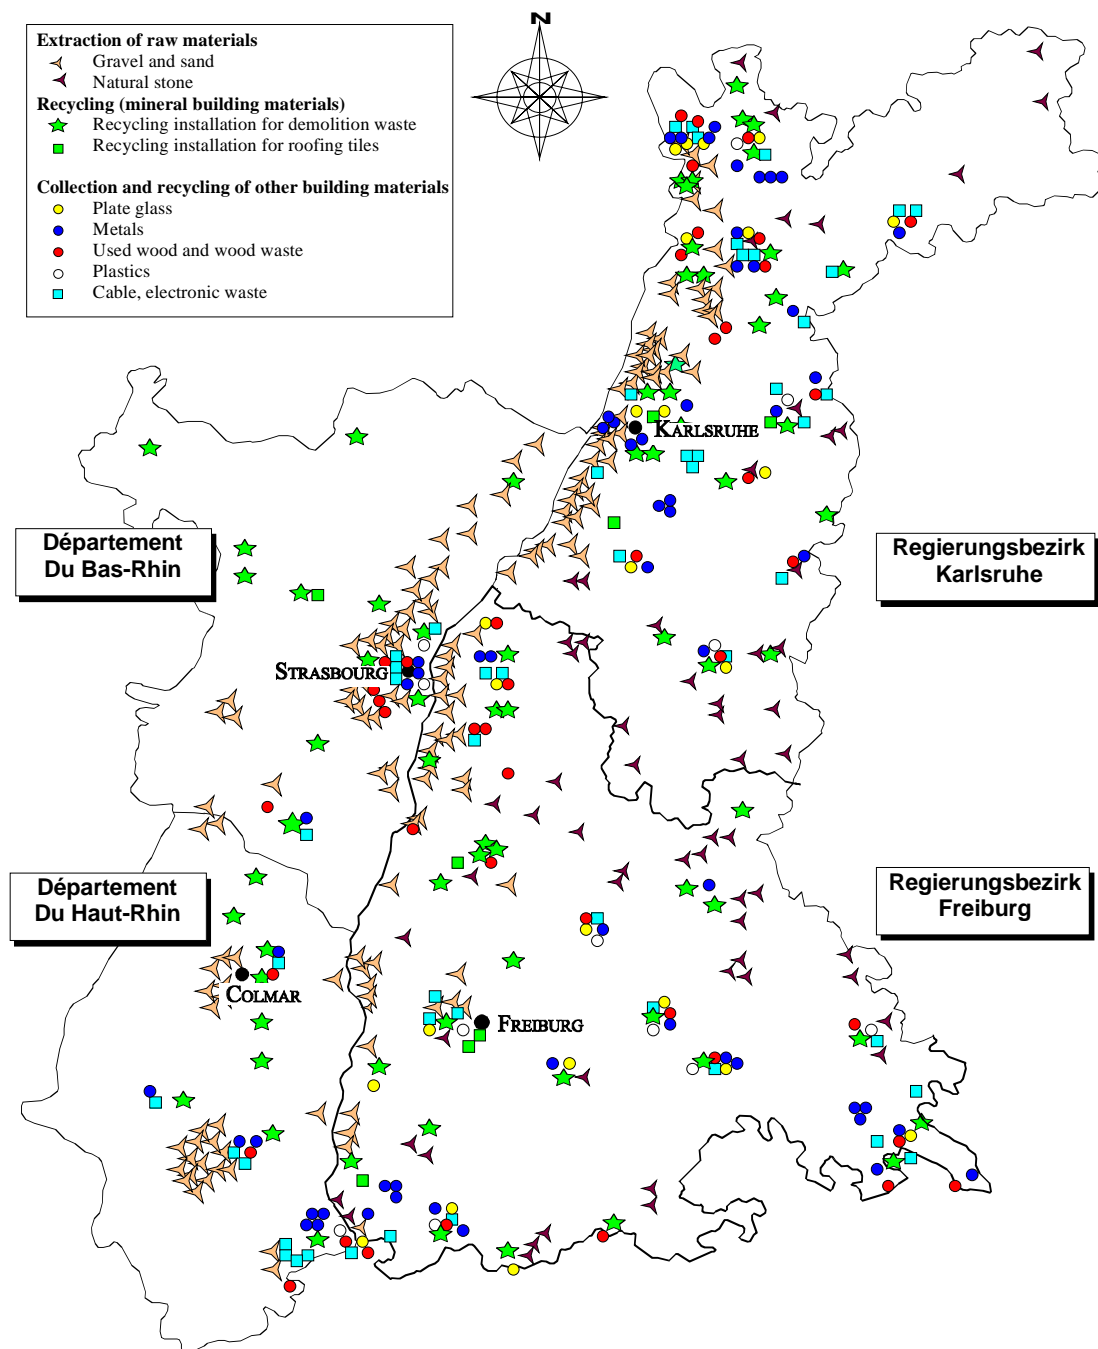 N
Extraction of raw materials
Gravel and sand
Natural stone
Recycling (mineral building materials)
Recycling installation for demolition waste
Recycling installation for roofing tiles
Collection and recycling of other building materials
Plate glass
Metals
Used wood and wood waste
Plastics
Cable, electronic waste
KARLSRUHE
Département
Du Bas-Rhin
Regierungsbezirk
Karlsruhe
STRASBOURG
Département
Du Haut-Rhin
Regierungsbezirk
Freiburg
COLMAR
FREIBURG